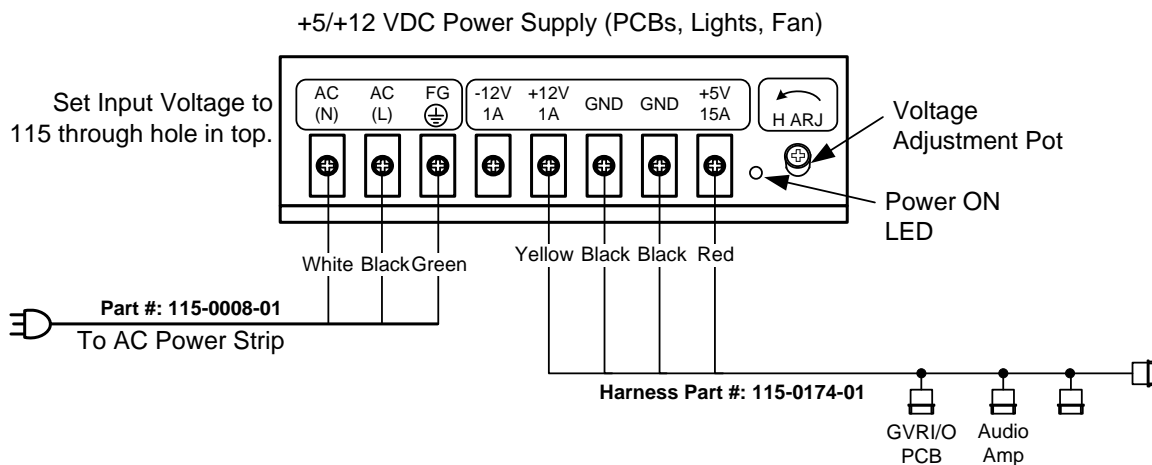 +5/+12 VDC Power Supply (PCBs, Lights, Fan)
Set Input Voltage to
115 through hole in top.
AC
(N)
AC
(L)
FG
-12V
1A
+12V
1A
GND
GND
+5V
15A
H ARJ
Voltage
Adjustment Pot
Power ON
LED
White
Black
Green
Yellow
Black
Black
Red
Part #: 115-0008-01
To AC Power Strip
Harness Part #: 115-0174-01
GVRI/O
PCB
Audio
Amp